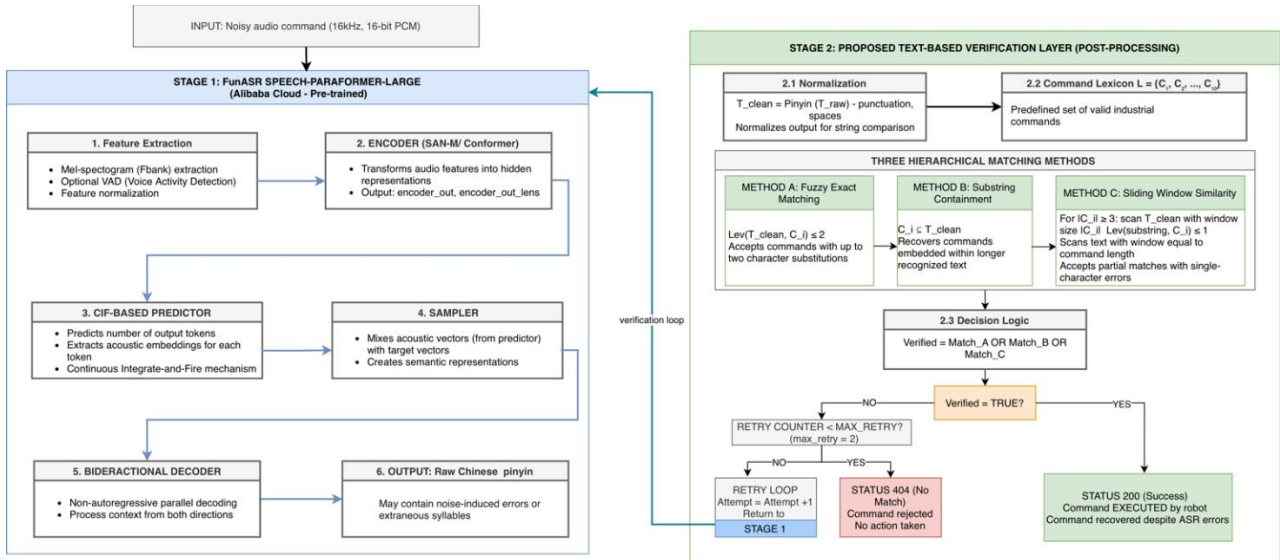 INPUT: Noisy audio command (16kHz, 16-bit PCM)
STAGE 1: FunASR SPEECH-PARAFORMER-LARGE
(Alibaba Cloud - Pre-trained)
1. Feature Extraction
• Mel-spectrogram (Fbank) extraction
• Optional VAD (Voice Activity Detection)
• Feature normalization
2. ENCODER (SAN-M/ Conformer)
• Transforms audio features into hidden
representations
• Output: encoder_out, encoder_out_lens
3. CIF-BASED PREDICTOR
• Predicts number of output tokens
• Extracts acoustic embeddings for each
token
• Continuous Integrate-and-Fire mechanism
4. SAMPLER
• Mixes acoustic vectors (from predictor)
with target vectors
• Creates semantic representations
5. BIDERACTIONAL DECODER
• Non-autoregressive parallel decoding
• Process context from both directions
6. OUTPUT: Raw Chinese pinyin
May contain noise-induced errors or
extraneous syllables
verification loop
STAGE 2: PROPOSED TEXT-BASED VERIFICATION LAYER (POST-PROCESSING)
2.1 Normalization
T_clean = Pinyin (T_raw) - punctuation,
spaces
Normalizes output for string comparison
2.2 Command Lexicon L = {C₁, C₂, ..., C₁₀}
Predefined set of valid industrial
commands
THREE HIERARCHICAL MATCHING METHODS
METHOD A: Fuzzy Exact
Matching
Lev(T_clean, C_i) ≤ 2
Accepts commands with up to
two character substitutions
METHOD B: Substring
Containment
C_i ⊆ T_clean
Recovers commands
embedded within longer
recognized text
METHOD C: Sliding Window Similarity
For |C_i| ≥ 3: scan T_clean with window
size |C_i| Lev(substring, C_i) ≤ 1
Scans text with window equal to
command length
Accepts partial matches with single-
character errors
2.3 Decision Logic
Verified = Match_A OR Match_B OR
Match_C
Verified = TRUE?
NO
YES
RETRY COUNTER < MAX_RETRY?
(max_retry = 2)
NO
YES
RETRY LOOP
Attempt = Attempt +1
Return to
STAGE 1
STATUS 404 (No
Match)
Command rejected
No action taken
STATUS 200 (Success)
Command EXECUTED by robot
Command recovered despite ASR errors